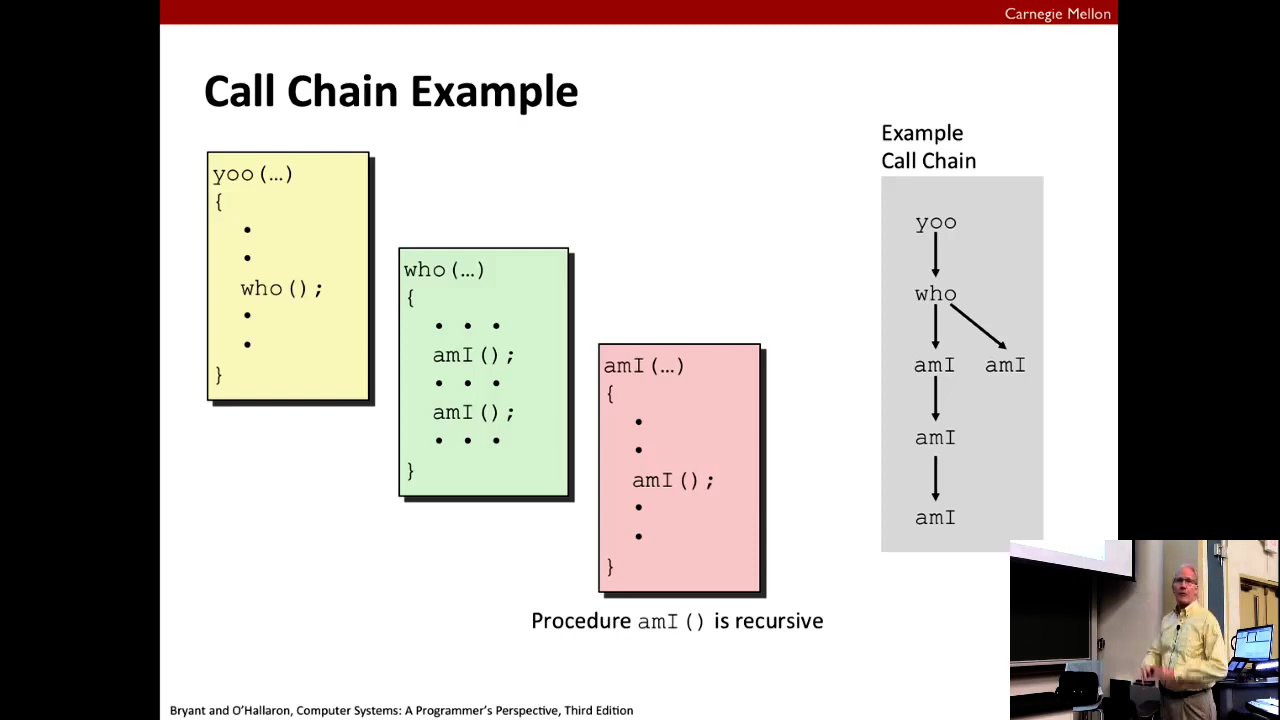 Carnegie Mellon
Call Chain Example
yoo(…)
{
•
•
who();
•
•
}
who(…)
{
• • •
amI();
• • •
amI();
• • •
}
amI(…)
{
•
•
amI();
•
•
}
Procedure amI() is recursive
Example
Call Chain
yoo
who
amI amI
amI
amI
Bryant and O'Hallaron, Computer Systems: A Programmer's Perspective, Third Edition